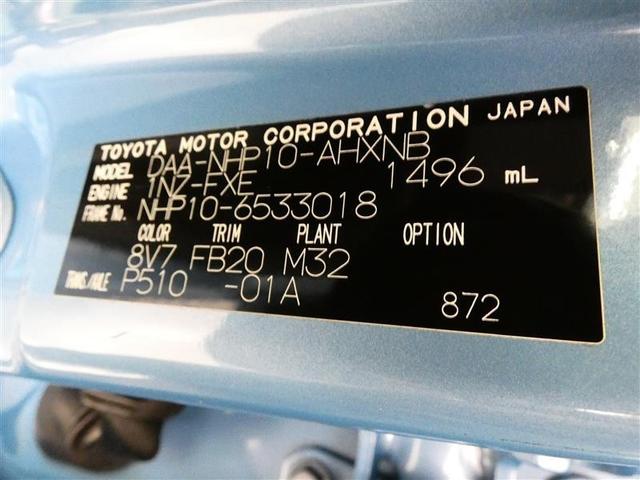 TOYOTA MOTOR CORPORATION JAPAN
MODEL DAA-NHP10-AHXNB
ENGINE 1NZ-FXE 1496 mL
FRAME No. NHP10-6533018
COLOR TRIM PLANT OPTION
8V7 FB20 M32
TRANS/AXLE P510 -01A
872